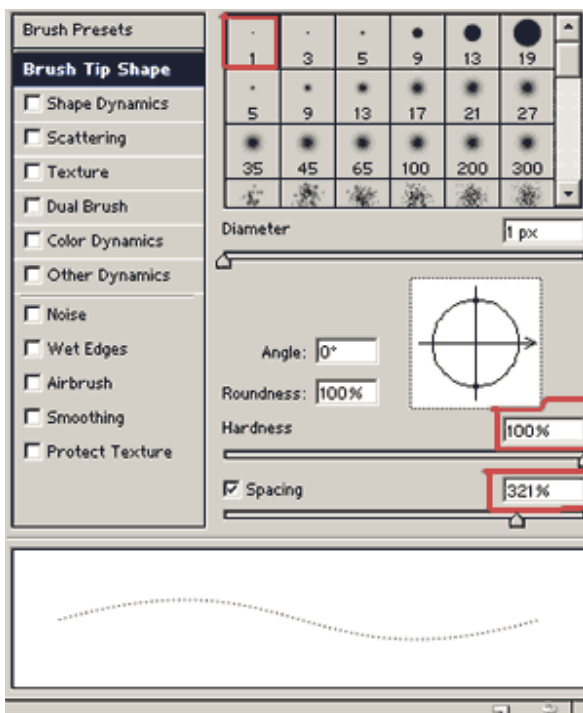 Brush Presets
Brush Tip Shape
Shape Dynamics
Scattering
Texture
Dual Brush
Color Dynamics
Other Dynamics
Noise
Wet Edges
Airbrush
Smoothing
Protect Texture
1 3 5 9 13 19
5 9 13 17 21 27
35 45 65 100 200 300
Diameter 1 px
Angle: 0°
Roundness: 100%
Hardness 100%
Spacing 321%